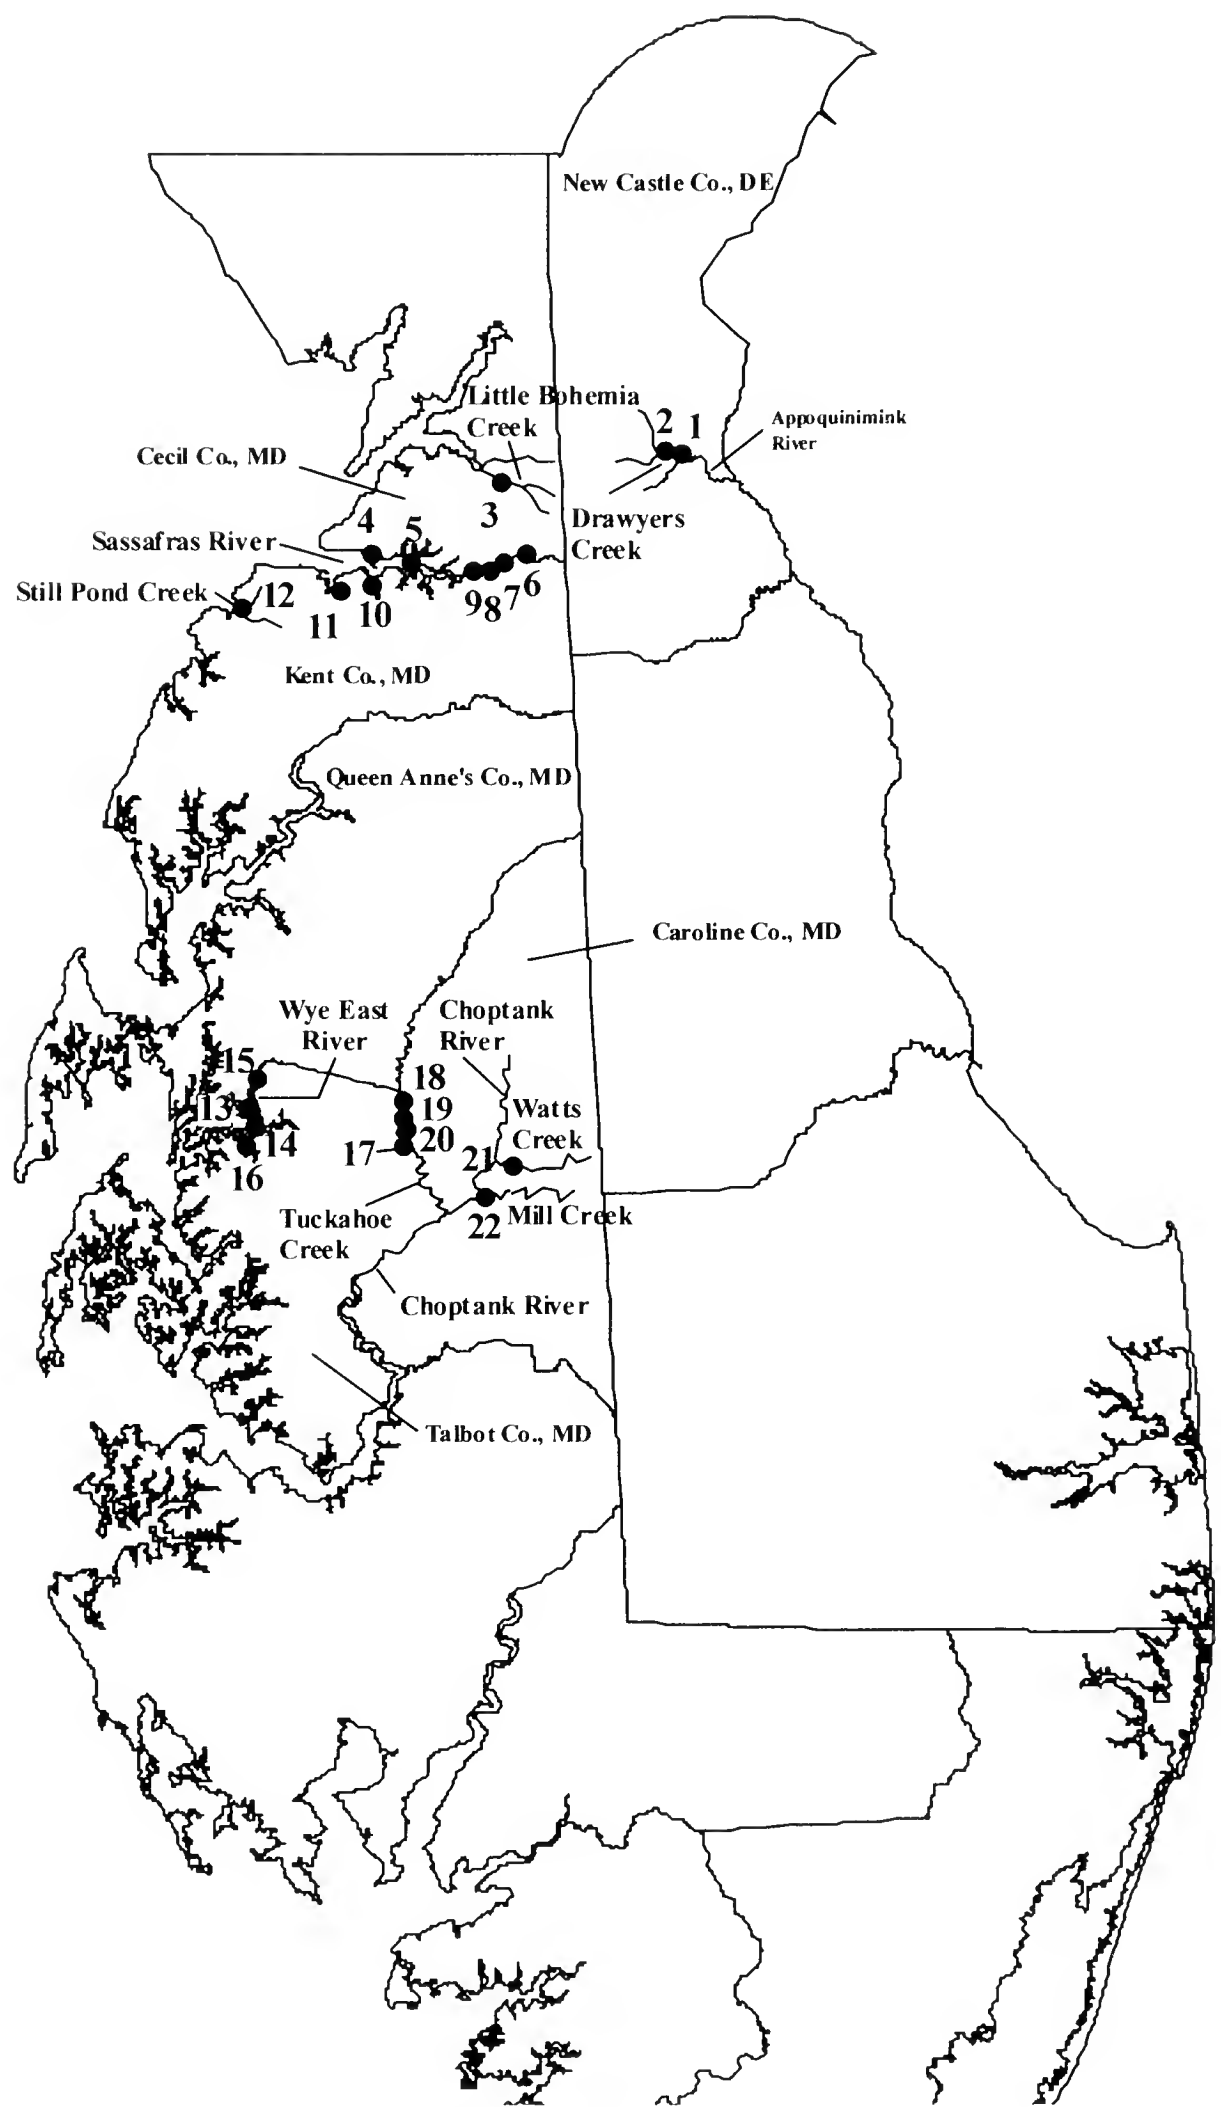 New Castle Co., DE
Little Bohemia
Creek
2
1
Appoquinimink
River
Cecil Co., MD
3
Drawyers
Creek
4
5
Sassafras River
6
7
8
9
Still Pond Creek
12
11
10
Kent Co., MD
Queen Anne's Co., MD
Caroline Co., MD
Wye East
River
Choptank
River
15
18
13
19
Watts
Creek
14
20
17
21
16
22
Mill Creek
Tuckahoe
Creek
Choptank River
Talbot Co., MD